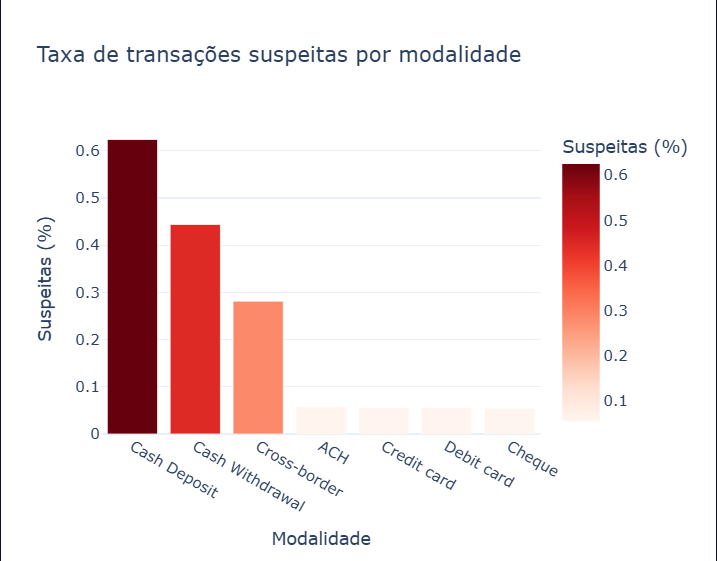 Taxa de transações suspeitas por modalidade
Suspeitas (%)
0.6
0.5
0.4
0.3
0.2
0.1
0
Suspeitas (%)
0.6
0.5
0.4
0.3
0.2
0.1
Cash Deposit
Cash Withdrawal
Cross-border
ACH
Credit card
Debit card
Cheque
Modalidade